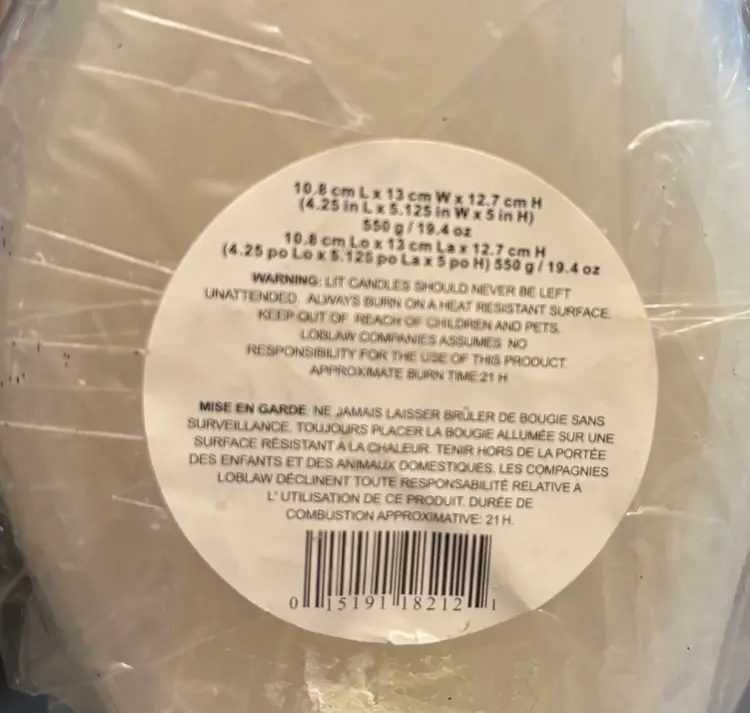 10.8 cm L x 13 cm W x 12.7 cm H
(4.25 in L x 5.125 in W x 5 in H)
550 g / 19.4 oz
10.8 cm Lo x 13 cm La x 12.7 cm H
(4.25 po Lo x 5.125 po La x 5 po H) 550 g / 19.4 oz
WARNING: LIT CANDLES SHOULD NEVER BE LEFT
UNATTENDED. ALWAYS BURN ON A HEAT RESISTANT SURFACE.
KEEP OUT OF REACH OF CHILDREN AND PETS.
LOBLAW COMPANIES ASSUMES NO
RESPONSIBILITY FOR THE USE OF THIS PRODUCT
APPROXIMATE BURN TIME:21 H
MISE EN GARDE: NE JAMAIS LAISSER BRÛLER DE BOUGIE SANS
SURVEILLANCE. TOUJOURS PLACER LA BOUGIE ALLUMÉE SUR UNE
SURFACE RÉSISTANT À LA CHALEUR. TENIR HORS DE LA PORTÉE
DES ENFANTS ET DES ANIMAUX DOMESTIQUES. LES COMPAGNIES
LOBLAW DÉCLINENT TOUTE RESPONSABILITÉ RELATIVE À
L' UTILISATION DE CE PRODUIT. DURÉE DE
COMBUSTION APPROXIMATIVE: 21 H.
0 15191 18212 1